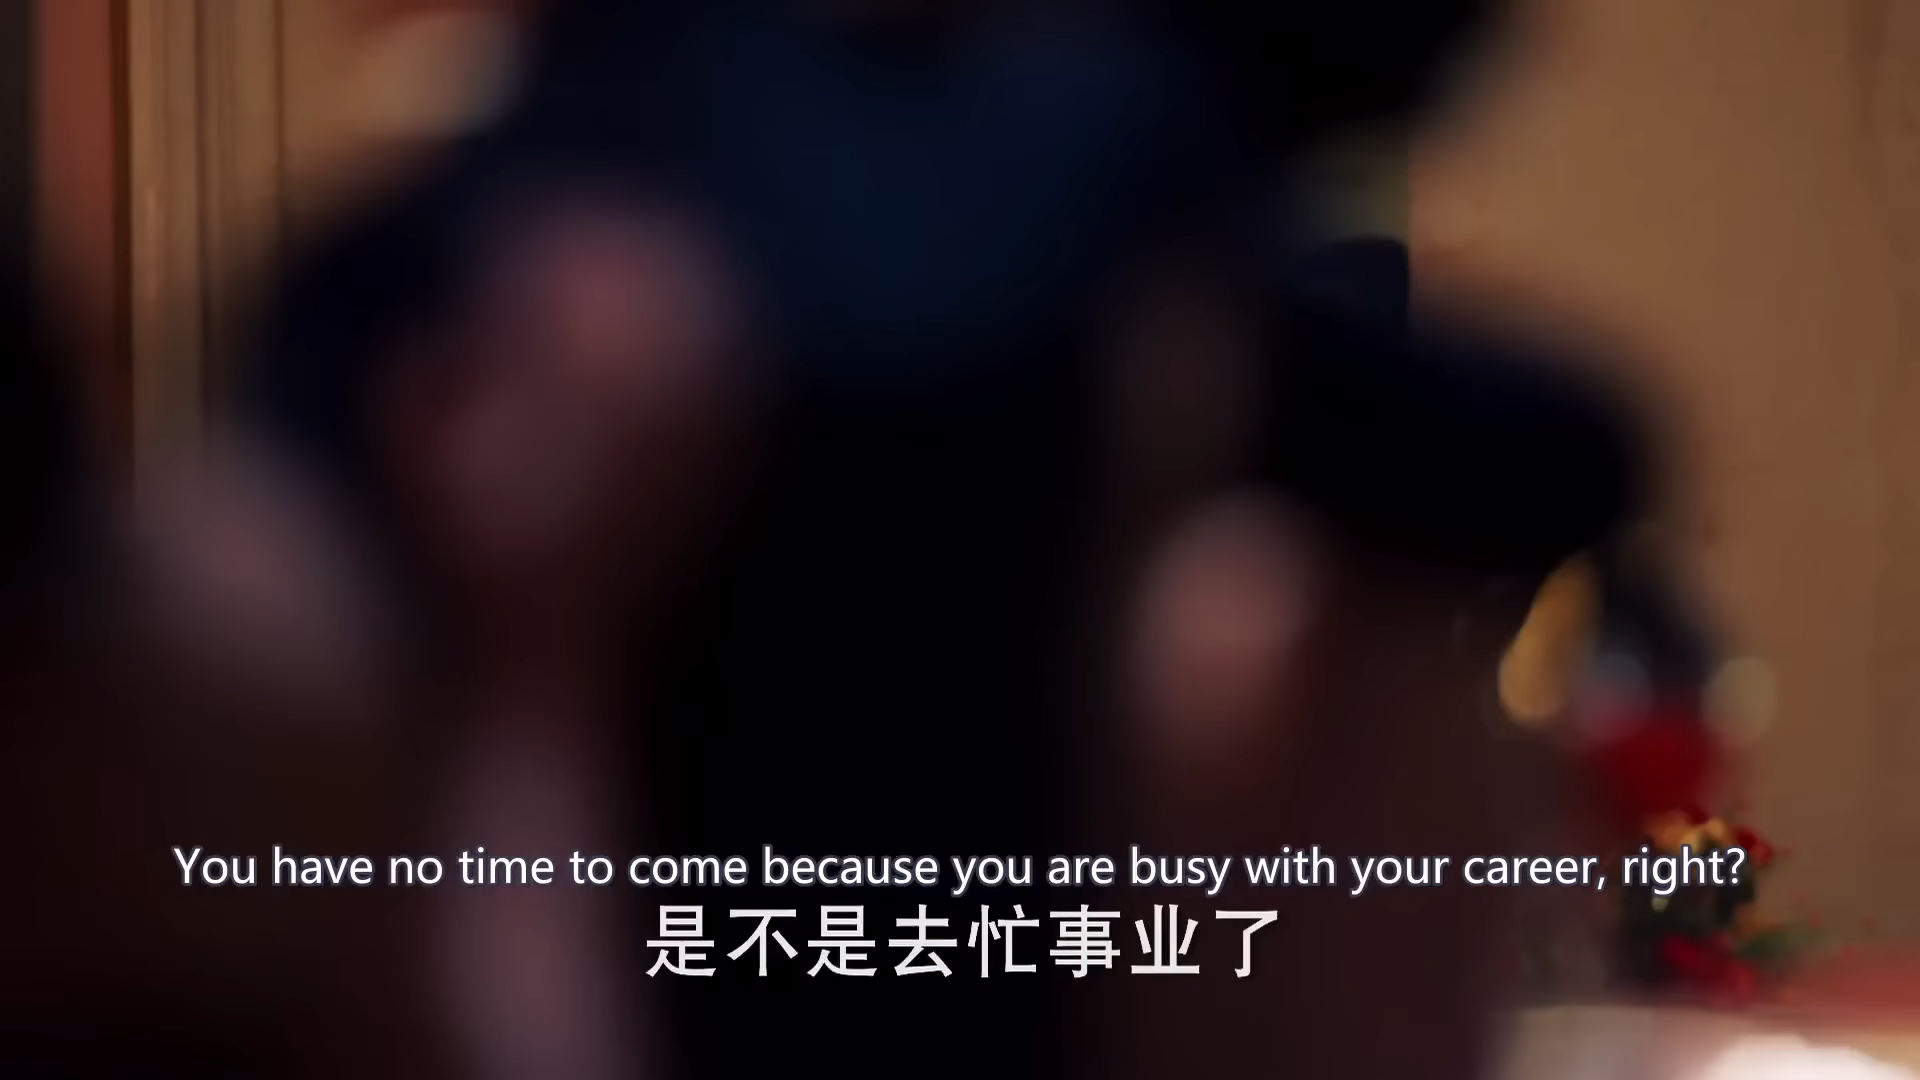 You have no time to come because you are busy with your career, right?
是不是去忙事业了